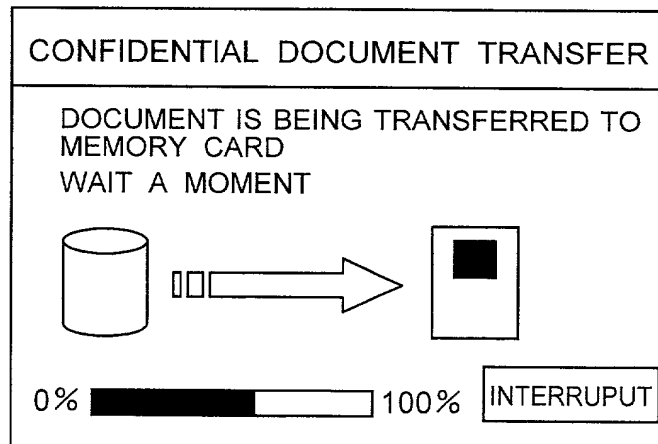 CONFIDENTIAL DOCUMENT TRANSFER
DOCUMENT IS BEING TRANSFERRED TO
MEMORY CARD
WAIT A MOMENT
0% 100% INTERRUPUT